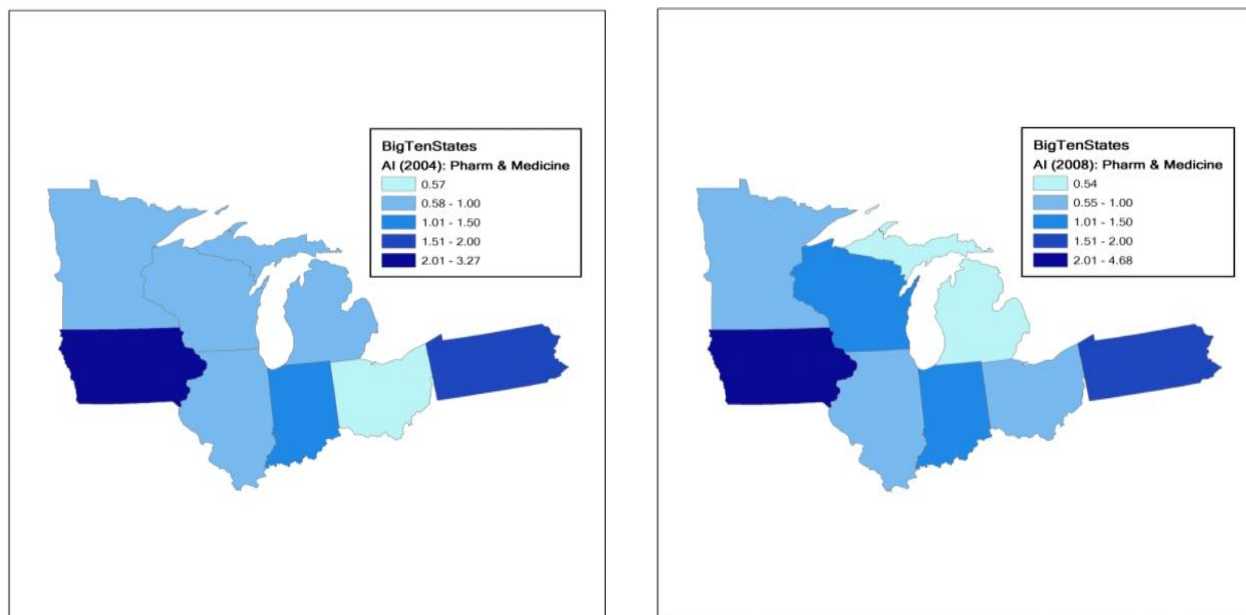 BigTenStates
AI (2004): Pharm & Medicine
0.57
0.58 - 1.00
1.01 - 1.50
1.51 - 2.00
2.01 - 3.27
BigTenStates
AI (2008): Pharm & Medicine
0.54
0.55 - 1.00
1.01 - 1.50
1.51 - 2.00
2.01 - 4.68